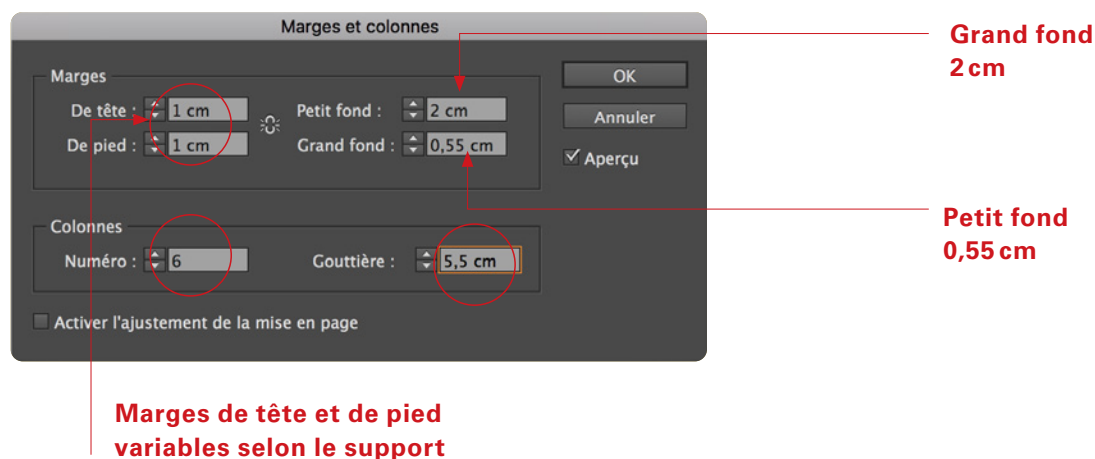 Marges et colonnes
Grand fond
2 cm
Marges
De tête : 1 cm
Petit fond : 2 cm
De pied : 1 cm
Grand fond : 0,55 cm
OK
Annuler
Aperçu
Petit fond
0,55 cm
Colonnes
Numéro : 6
Gouttière : 5,5 cm
Activer l'ajustement de la mise en page
Marges de tête et de pied
variables selon le support